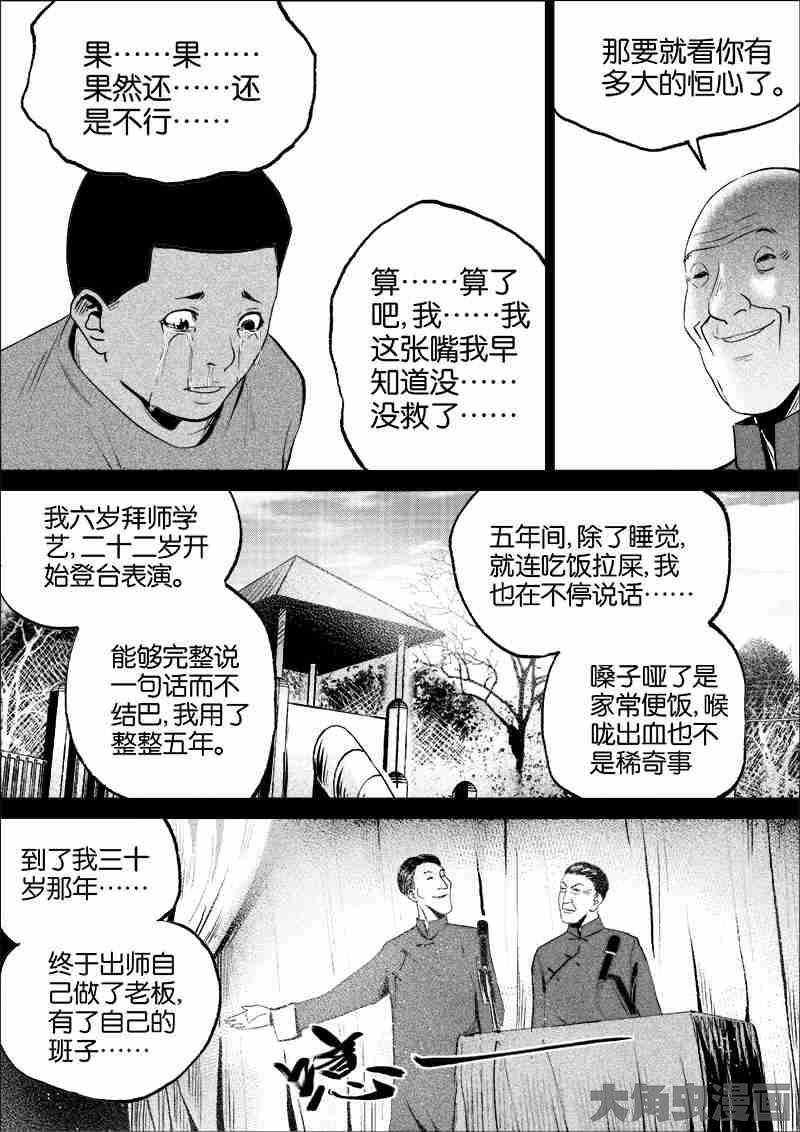 果……果……
果然还……还
是不行……
算……算了
吧,我……我
这张嘴我早
知道没……
没救了……
那要就看你有
多大的恒心了。
我六岁拜师学
艺,二十二岁开
始登台表演。
能够完整说
一句话而不
结巴,我用了
整整五年。
五年间,除了睡觉,
就连吃饭拉屎,我
也在不停说话……
嗓子哑了是
家常便饭,喉
咙出血也不
是稀奇事
到了我三十
岁那年……
终于出师自
己做了老板,
有了自己的
班子……
大角虫漫画